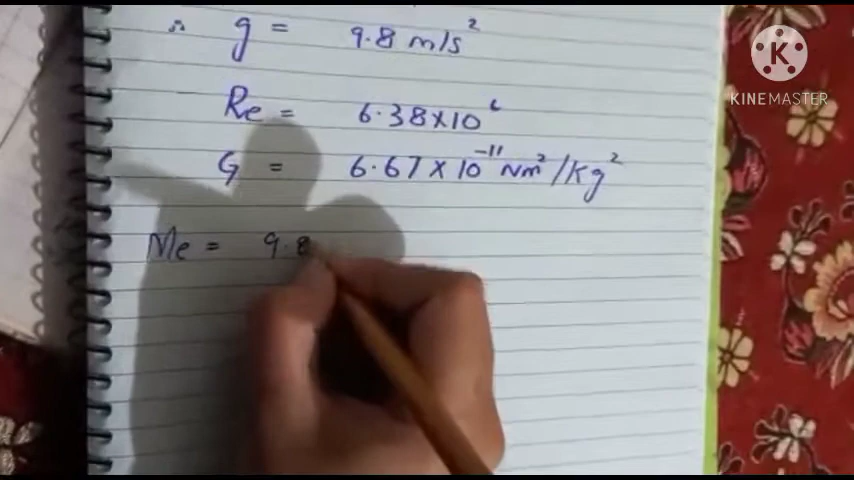 ∴ g = 9.8 m/s²
Re = 6.38×10⁶
G = 6.67×10⁻¹¹ Nm²/Kg²
Me = 9.8
K
KINEMASTER